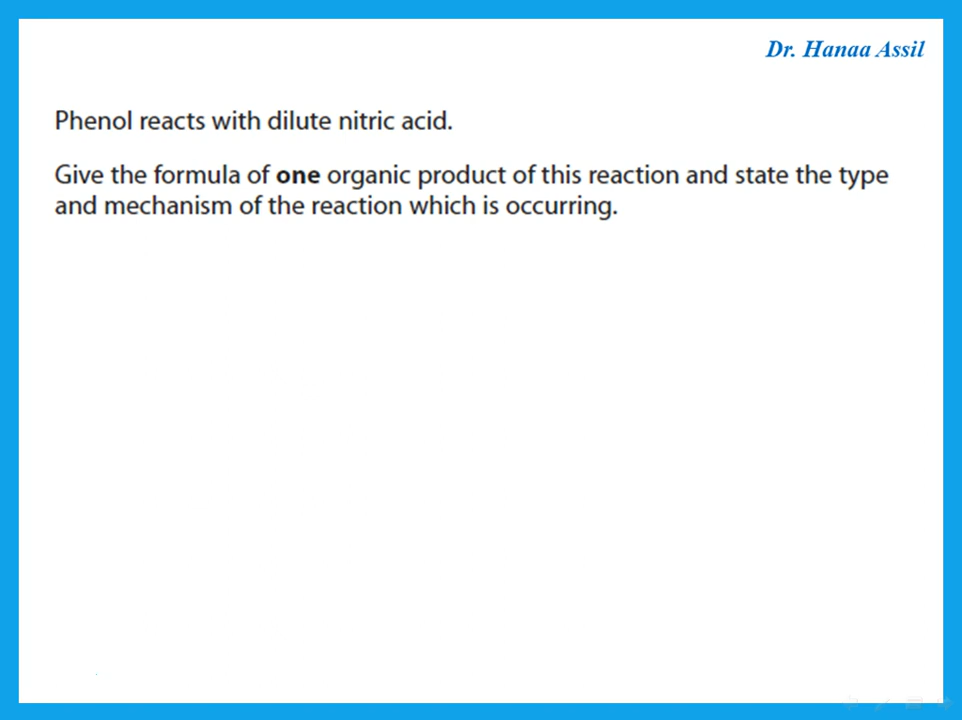 Dr. Hanaa Assil
Phenol reacts with dilute nitric acid.
Give the formula of one organic product of this reaction and state the type
and mechanism of the reaction which is occurring.